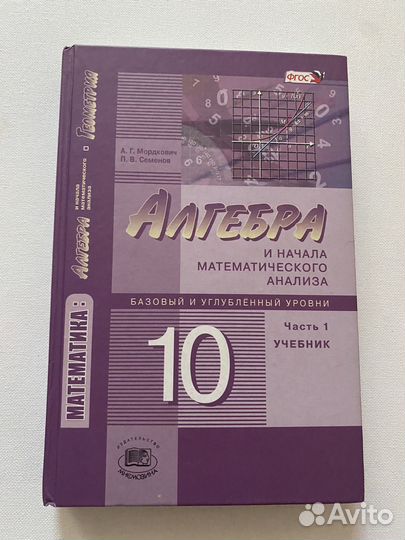 МАТЕМАТИКА:
АЛГЕБРА
и начала
математического
анализа
ГЕОМЕТРИЯ
ФГОС
А. Г. Мордкович
П. В. Семенов
АЛГЕБРА
И НАЧАЛА
МАТЕМАТИЧЕСКОГО
АНАЛИЗА
БАЗОВЫЙ И УГЛУБЛЁННЫЙ УРОВНИ
10
Часть 1
УЧЕБНИК
ИЗДАТЕЛЬСТВО
МНЕМОЗИНА
Avito